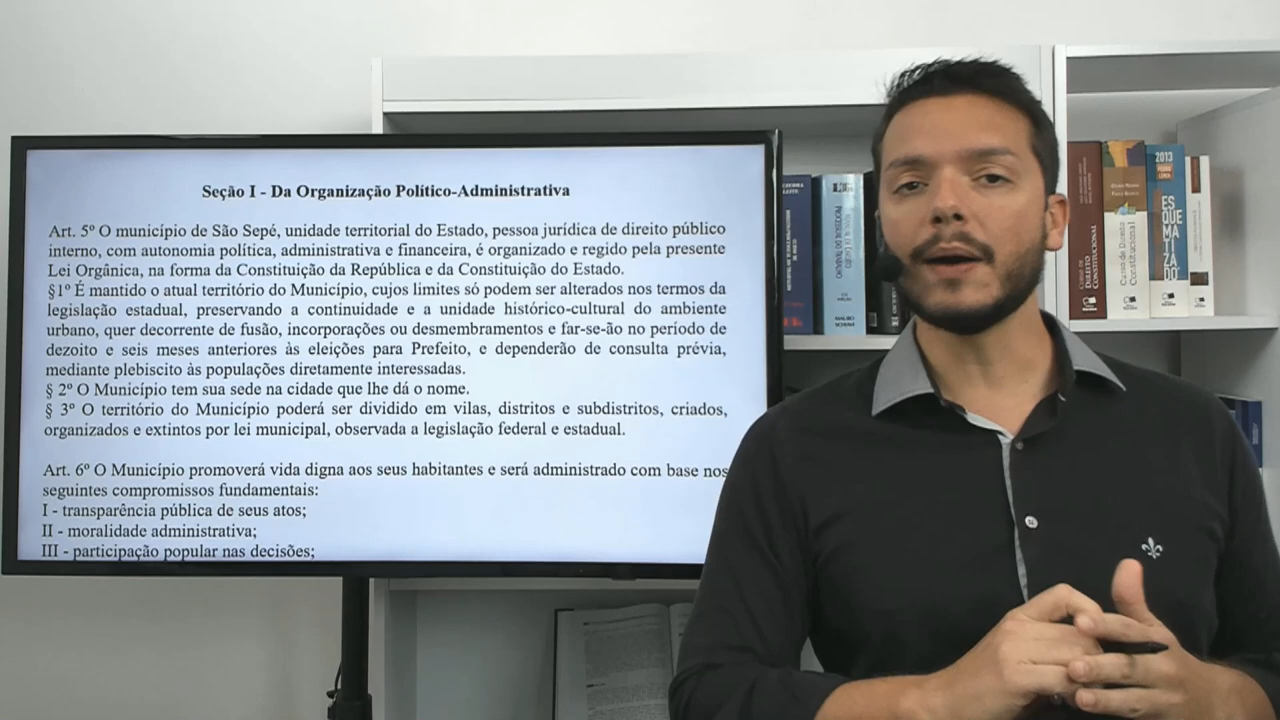 Seção I - Da Organização Político-Administrativa
Art. 5º O município de São Sepé, unidade territorial do Estado, pessoa jurídica de direito público
interno, com autonomia política, administrativa e financeira, é organizado e regido pela presente
Lei Orgânica, na forma da Constituição da República e da Constituição do Estado.
§1º É mantido o atual território do Município, cujos limites só podem ser alterados nos termos da
legislação estadual, preservando a continuidade e a unidade histórico-cultural do ambiente
urbano, quer decorrente de fusão, incorporações ou desmembramentos e far-se-ão no período de
dezoito e seis meses anteriores às eleições para Prefeito, e dependerão de consulta prévia,
mediante plebiscito às populações diretamente interessadas.
§ 2º O Município tem sua sede na cidade que lhe dá o nome.
§ 3º O território do Município poderá ser dividido em vilas, distritos e subdistritos, criados,
organizados e extintos por lei municipal, observada a legislação federal e estadual.
Art. 6º O Município promoverá vida digna aos seus habitantes e será administrado com base nos
seguintes compromissos fundamentais:
I - transparência pública de seus atos;
II - moralidade administrativa;
III - participação popular nas decisões;
DIREITO
CONSTITUCIONAL
Curso de Direito
Constitucional
2013
ES
QUE
MA
TI
ZA
DO